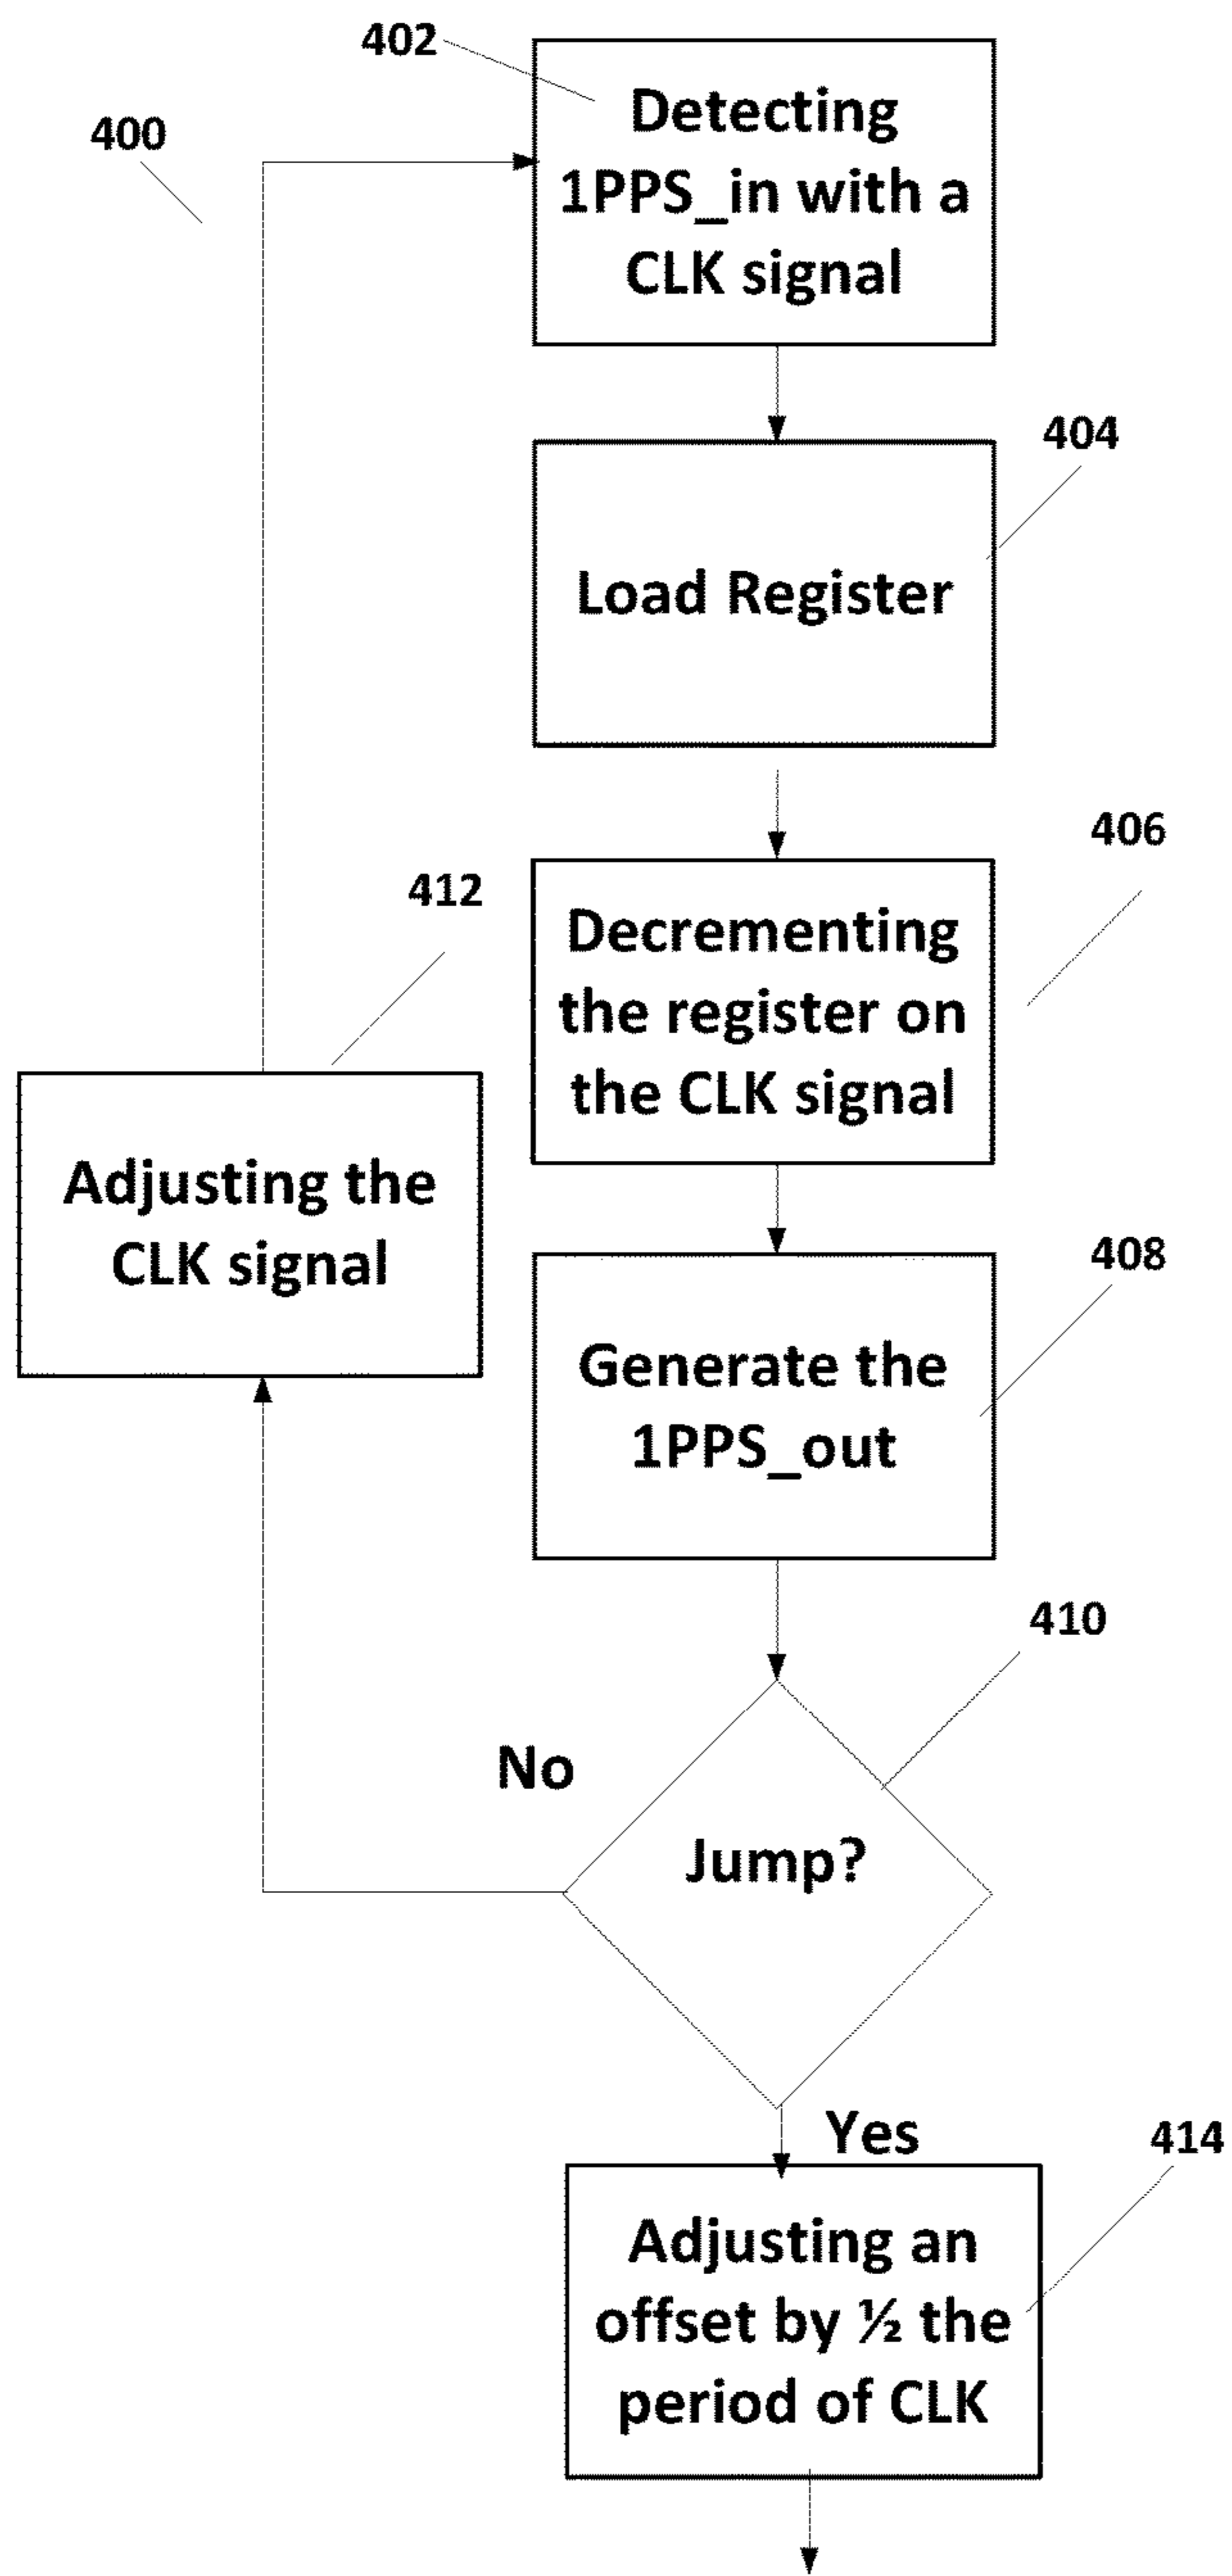 402
Detecting
1PPS_in with a
CLK signal
400
404
Load Register
406
Decrementing
the register on
the CLK signal
412
Adjusting the
CLK signal
408
Generate the
1PPS_out
410
No
Jump?
Yes
414
Adjusting an
offset by ½ the
period of CLK